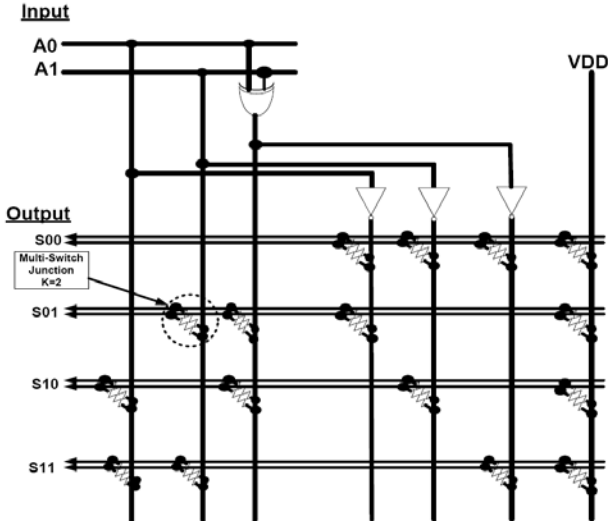 Input
A0
A1
VDD
Output
S00
Multi-Switch
Junction
K=2
S01
S10
S11